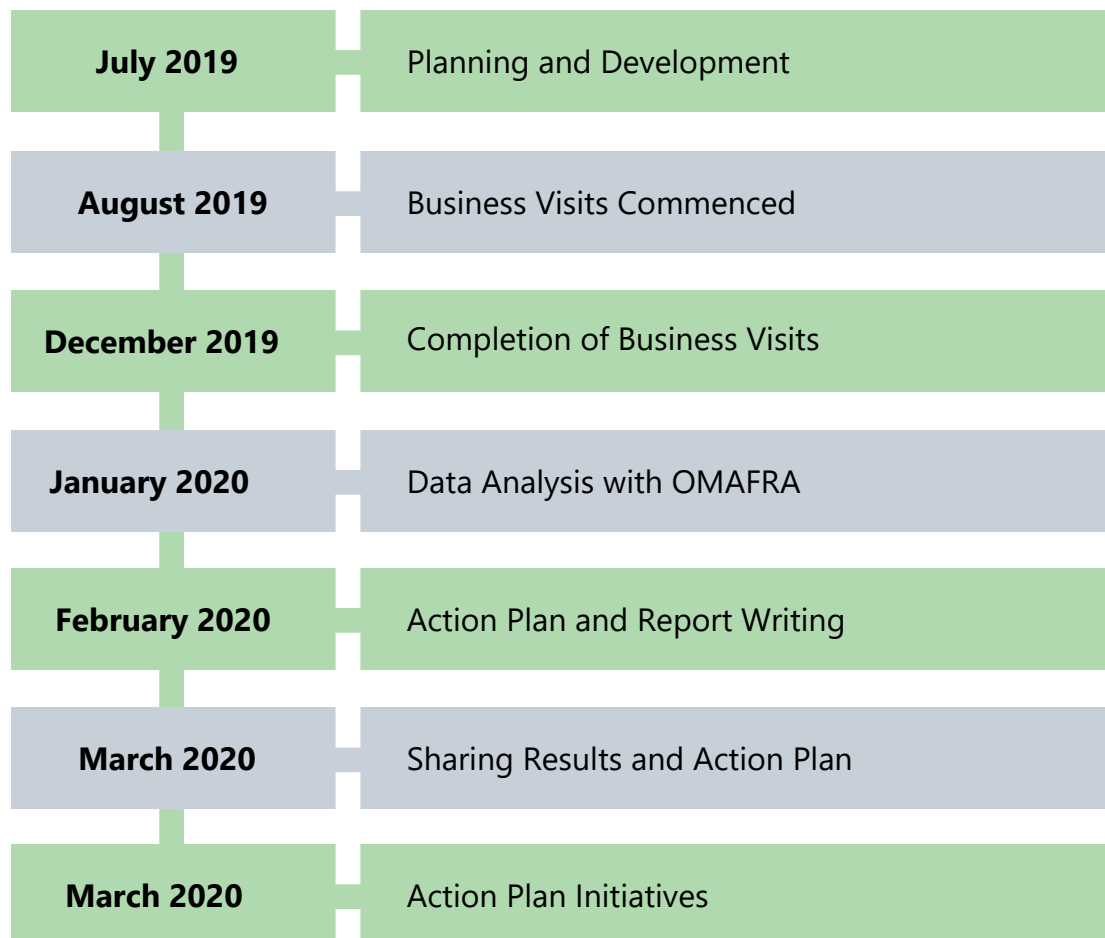 July 2019
Planning and Development
August 2019
Business Visits Commenced
December 2019
Completion of Business Visits
January 2020
Data Analysis with OMAFRA
February 2020
Action Plan and Report Writing
March 2020
Sharing Results and Action Plan
March 2020
Action Plan Initiatives